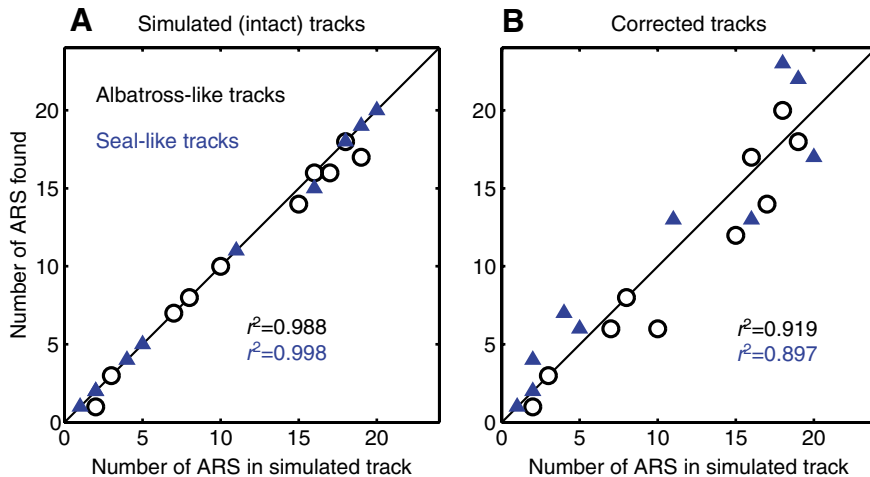 A Simulated (intact) tracks
Albatross-like tracks
Seal-like tracks
r²=0.988
r²=0.998
Number of ARS found
0
5
10
15
20
0
5
10
15
20
Number of ARS in simulated track
B Corrected tracks
r²=0.919
r²=0.897
0
5
10
15
20
0
5
10
15
20
Number of ARS in simulated track